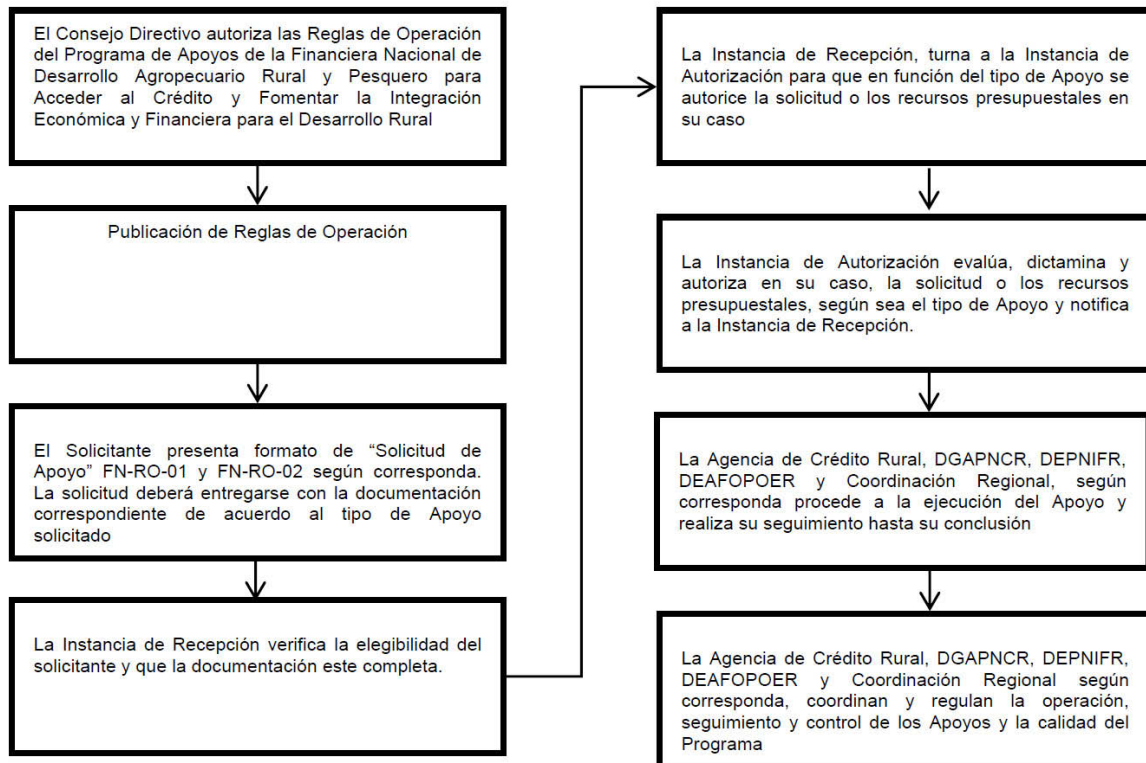 El Consejo Directivo autoriza las Reglas de Operación
del Programa de Apoyos de la Financiera Nacional de
Desarrollo Agropecuario Rural y Pesquero para
Acceder al Crédito y Fomentar la Integración
Económica y Financiera para el Desarrollo Rural
Publicación de Reglas de Operación
El Solicitante presenta formato de “Solicitud de
Apoyo” FN-RO-01 y FN-RO-02 según corresponda.
La solicitud deberá entregarse con la documentación
correspondiente de acuerdo al tipo de Apoyo
solicitado
La Instancia de Recepción verifica la elegibilidad del
solicitante y que la documentación este completa.
La Instancia de Recepción, turna a la Instancia de
Autorización para que en función del tipo de Apoyo se
autorice la solicitud o los recursos presupuestales en
su caso
La Instancia de Autorización evalúa, dictamina y
autoriza en su caso, la solicitud o los recursos
presupuestales, según sea el tipo de Apoyo y notifica
a la Instancia de Recepción.
La Agencia de Crédito Rural, DGAPNCR, DEPNIFR,
DEAFOPOER y Coordinación Regional, según
corresponda procede a la ejecución del Apoyo y
realiza su seguimiento hasta su conclusión
La Agencia de Crédito Rural, DGAPNCR, DEPNIFR,
DEAFOPOER y Coordinación Regional según
corresponda, coordinan y regulan la operación,
seguimiento y control de los Apoyos y la calidad del
Programa